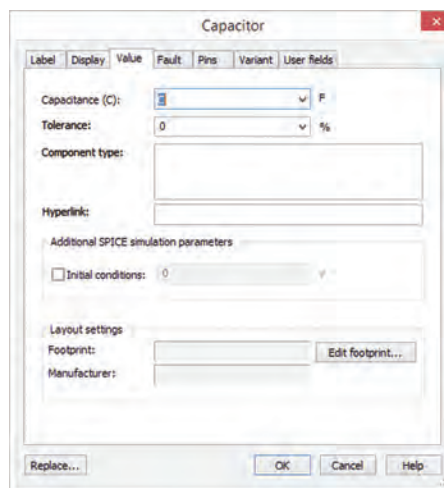 Capacitor
Label Display Value Fault Pins Variant User fields
Capacitance (C): F
Tolerance: 0 %
Component type:
Hyperlink:
Additional SPICE simulation parameters
Initial conditions: 0
Layout settings
Footprint: Edit footprint...
Manufacturer:
Replace... OK Cancel Help